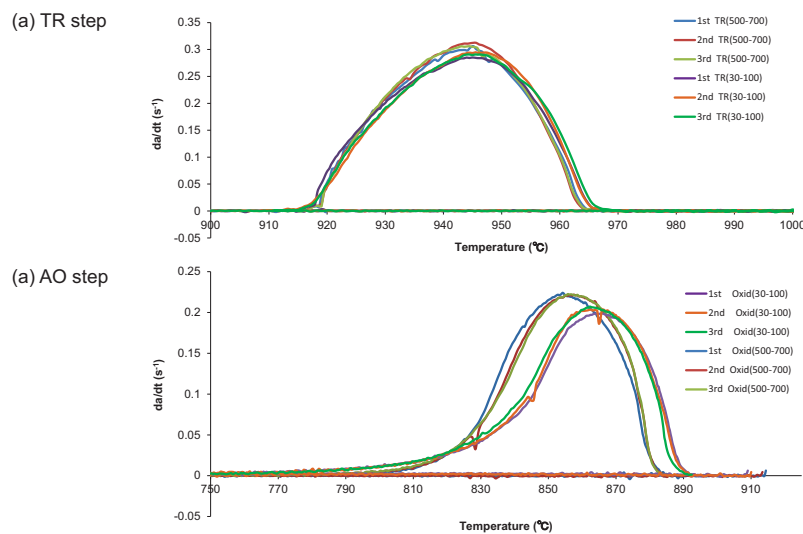 (a) TR step
0.35
0.3
0.25
0.2
0.15
0.1
0.05
0
-0.05
da/dt (s⁻¹)
900 910 920 930 940 950 960 970 980 990 1000
Temperature (℃)
1st TR(500-700)
2nd TR(500-700)
3rd TR(500-700)
1st TR(30-100)
2nd TR(30-100)
3rd TR(30-100)
(a) AO step
0.25
0.2
0.15
0.1
0.05
0
-0.05
da/dt (s⁻¹)
750 770 790 810 830 850 870 890 910
Temperature (℃)
1st Oxid(30-100)
2nd Oxid(30-100)
3rd Oxid(30-100)
1st Oxid(500-700)
2nd Oxid(500-700)
3rd Oxid(500-700)